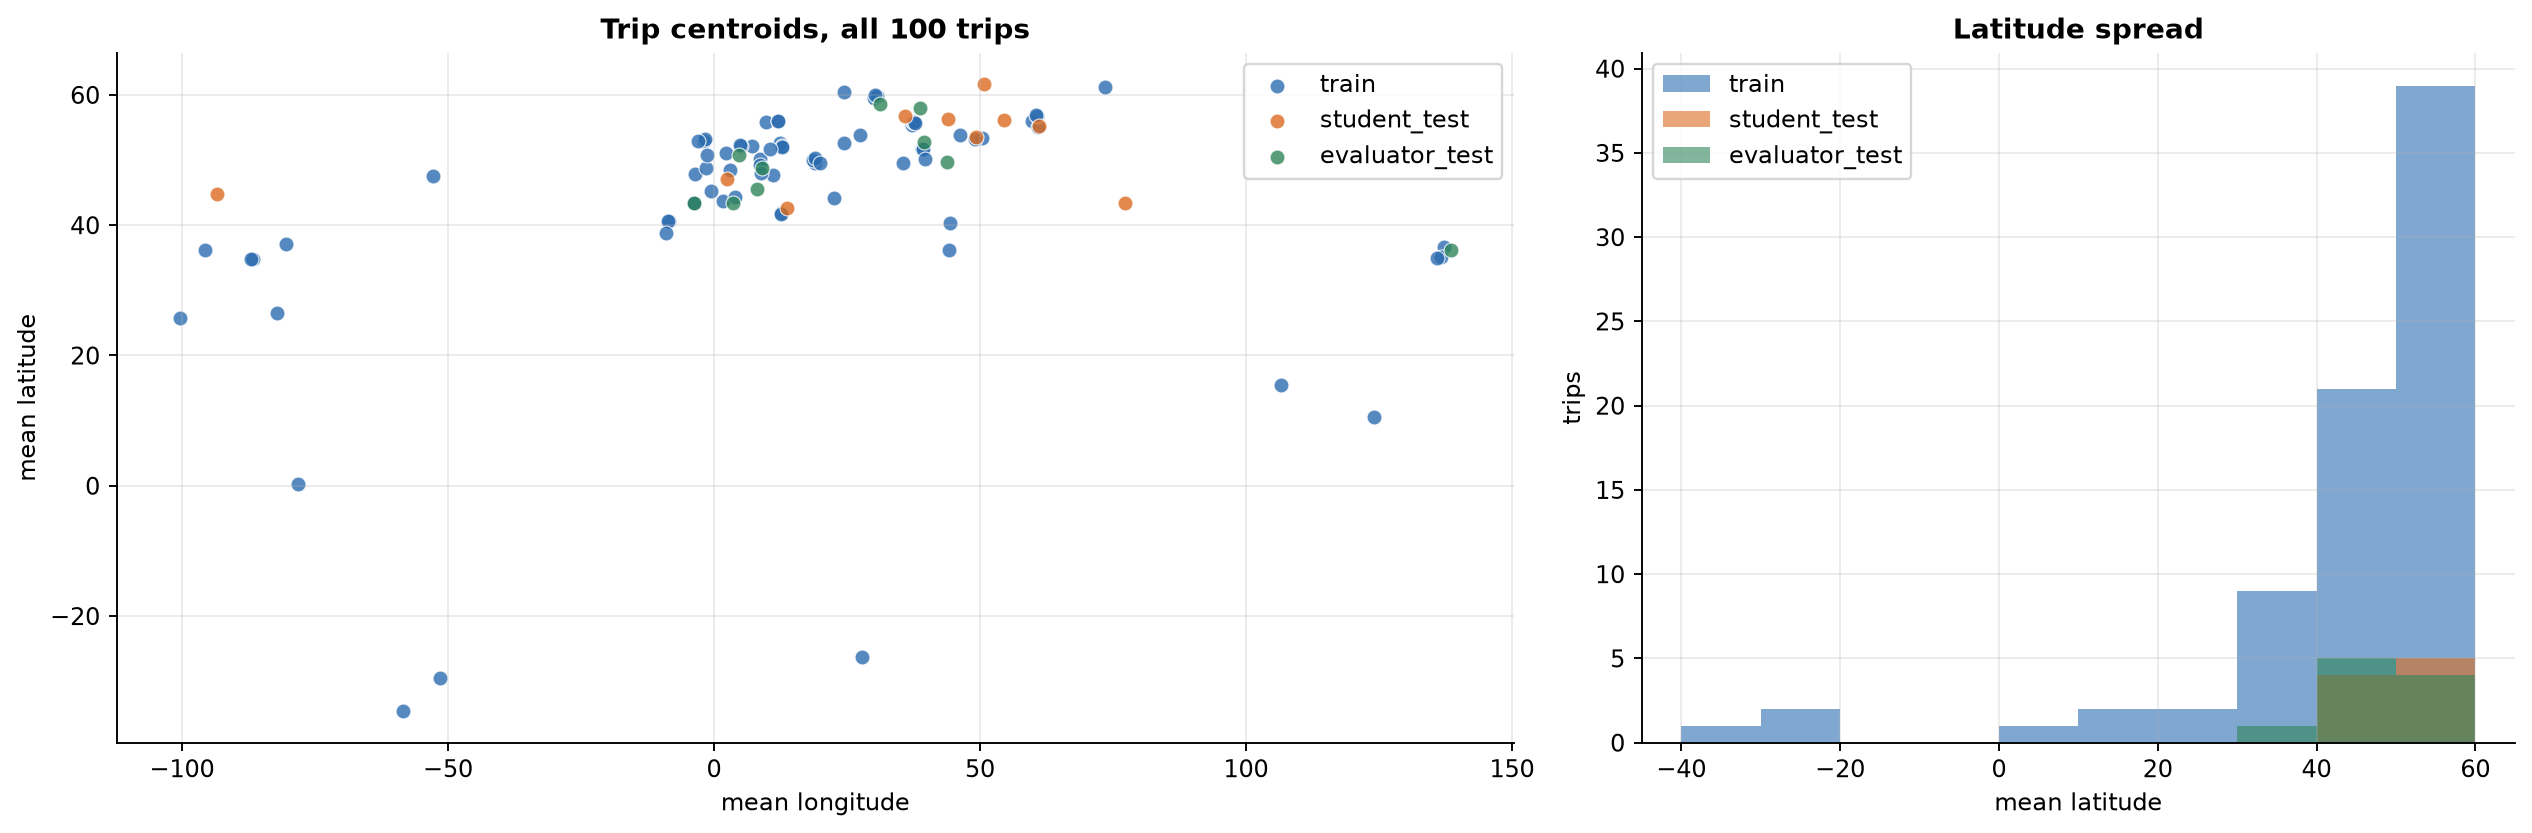 Trip centroids, all 100 trips
train
student_test
evaluator_test
60
40
20
0
−20
−100
−50
0
50
100
150
mean longitude
mean latitude
Latitude spread
train
student_test
evaluator_test
40
35
30
25
20
15
10
5
0
−40
−20
0
20
40
60
mean latitude
trips